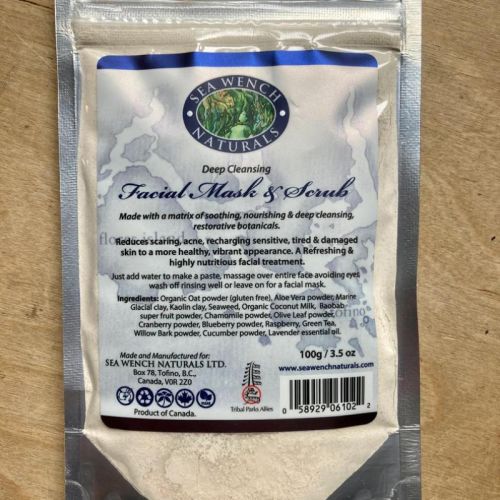 SEA WENCH
NATURALS
Deep Cleansing
Facial Mask & Scrub
Made with a matrix of soothing, nourishing & deep cleansing,
restorative botanicals.
Reduces scaring, acne, recharging sensitive, tired & damaged
skin to a more healthy, vibrant appearance. A Refreshing &
highly nutritious facial treatment.
Just add water to make a paste, massage over entire face avoiding eyes
wash off rinsing well or leave on for a facial mask.
Ingredients: Organic Oat powder (gluten free), Aloe Vera powder, Marine
Glacial clay, Kaolin clay, Seaweed, Organic Coconut Milk, Baobab
super fruit powder, Chamomile powder, Olive Leaf powder,
Cranberry powder, Blueberry powder, Raspberry, Green Tea,
Willow Bark powder, Cucumber powder, Lavender essential oil.
100g / 3.5 oz
Made and Manufactured for:
SEA WENCH NATURALS LTD.
Box 78, Tofino, B.C.,
Canada, V0R 2Z0
Product of Canada.
Tribal Parks Allies
www.seawenchnaturals.com
0 58929 06102 2